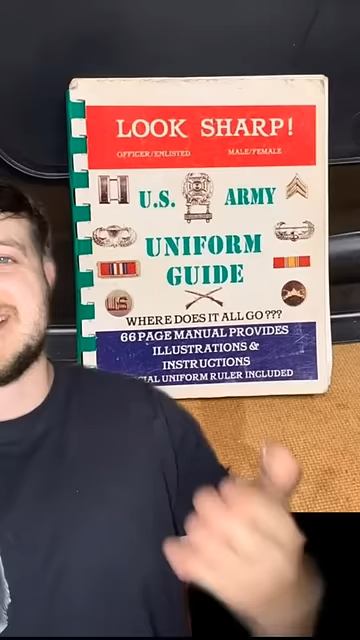 LOOK SHARP!
OFFICER/ENLISTED MALE/FEMALE
U.S. ARMY
UNIFORM
GUIDE
U.S
WHERE DOES IT ALL GO ???
66 PAGE MANUAL PROVIDES
ILLUSTRATIONS &
INSTRUCTIONS
UNIFORM RULER INCLUDED